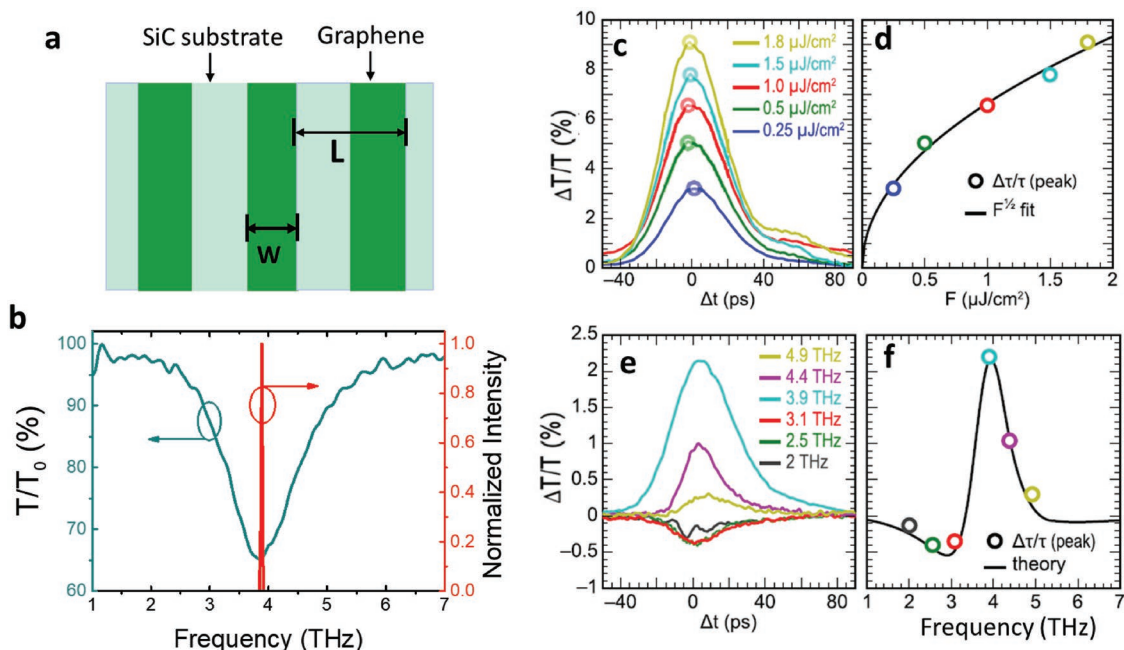 a
SiC substrate
Graphene
L
W
b
100
90
80
70
60
T/T0 (%)
1.0
0.8
0.6
0.4
0.2
0.0
Normalized Intensity
1 2 3 4 5 6 7
Frequency (THz)
c
10
8
6
4
2
0
ΔT/T (%)
1.8 µJ/cm²
1.5 µJ/cm²
1.0 µJ/cm²
0.5 µJ/cm²
0.25 µJ/cm²
−40 0 40 80
Δt (ps)
d
Δτ/τ (peak)
F½ fit
0 0.5 1 1.5 2
F (µJ/cm²)
e
2.5
2
1.5
1
0.5
0
-0.5
-1
ΔT/T (%)
4.9 THz
4.4 THz
3.9 THz
3.1 THz
2.5 THz
2 THz
−40 0 40 80
Δt (ps)
f
Δτ/τ (peak)
theory
1 2 3 4 5 6 7
Frequency (THz)